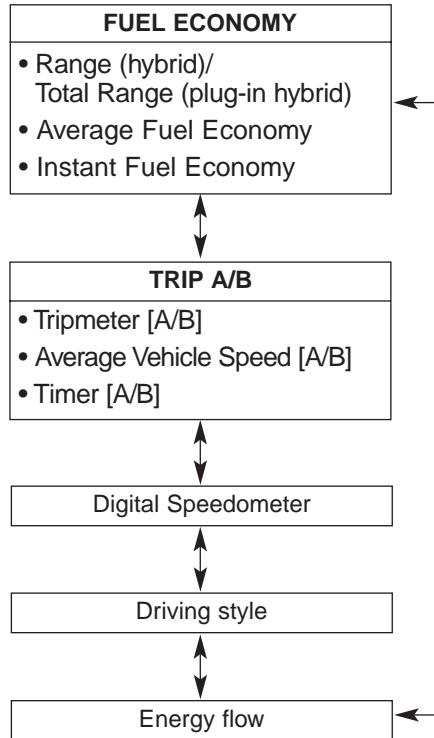 FUEL ECONOMY
• Range (hybrid)/
Total Range (plug-in hybrid)
• Average Fuel Economy
• Instant Fuel Economy
TRIP A/B
• Tripmeter [A/B]
• Average Vehicle Speed [A/B]
• Timer [A/B]
Digital Speedometer
Driving style
Energy flow